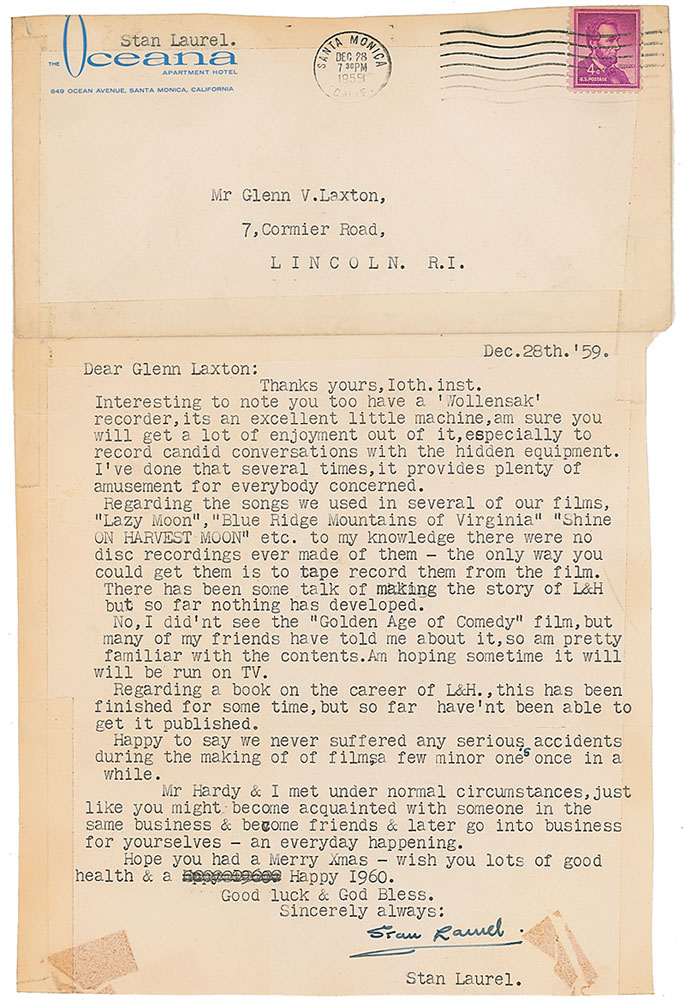 Stan Laurel.
THE Oceana
APARTMENT HOTEL
849 OCEAN AVENUE, SANTA MONICA, CALIFORNIA
SANTA MONICA
DEC 28
7 30PM
1959
CALIF.
4¢
U.S. POSTAGE
Mr Glenn V.Laxton,
7,Cormier Road,
L I N C O L N. R.I.
Dec.28th.'59.
Dear Glenn Laxton:
Thanks yours,Ioth.inst.
Interesting to note you too have a 'Wollensak'
recorder,its an excellent little machine,am sure you
will get a lot of enjoyment out of it,especially to
record candid conversations with the hidden equipment.
I've done that several times,it provides plenty of
amusement for everybody concerned.
Regarding the songs we used in several of our films,
"Lazy Moon","Blue Ridge Mountains of Virginia" "Shine
ON HARVEST MOON" etc. to my knowledge there were no
disc recordings ever made of them - the only way you
could get them is to tape record them from the film.
There has been some talk of making the story of L&H
but so far nothing has developed.
No,I did'nt see the "Golden Age of Comedy" film,but
many of my friends have told me about it,so am pretty
familiar with the contents.Am hoping sometime it will
will be run on TV.
Regarding a book on the career of L&H.,this has been
finished for some time,but so far have'nt been able to
get it published.
Happy to say we never suffered any serious accidents
during the making of of films,a few minor one's once in a
while.
Mr Hardy & I met under normal circumstances,just
like you might become acquainted with someone in the
same business & become friends & later go into business
for yourselves - an everyday happening.
Hope you had a Merry Xmas - wish you lots of good
health & a Happy I960.
Good luck & God Bless.
Sincerely always:
Stan Laurel.
Stan Laurel.